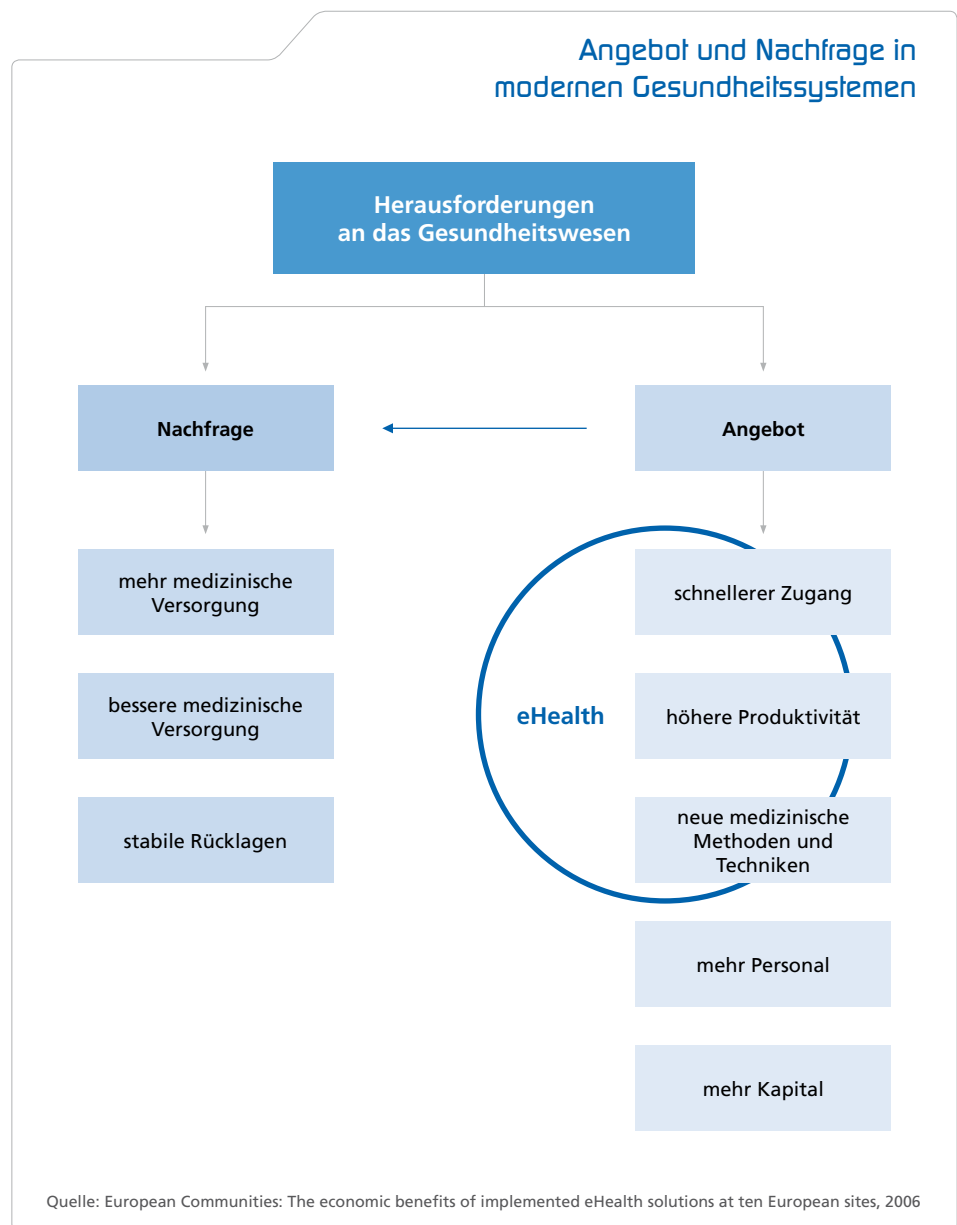 Angebot und Nachfrage in
modernen Gesundheitssystemen
Herausforderungen
an das Gesundheitswesen
Nachfrage
Angebot
mehr medizinische
Versorgung
bessere medizinische
Versorgung
stabile Rücklagen
eHealth
schnellerer Zugang
höhere Produktivität
neue medizinische
Methoden und
Techniken
mehr Personal
mehr Kapital
Quelle: European Communities: The economic benefits of implemented eHealth solutions at ten European sites, 2006